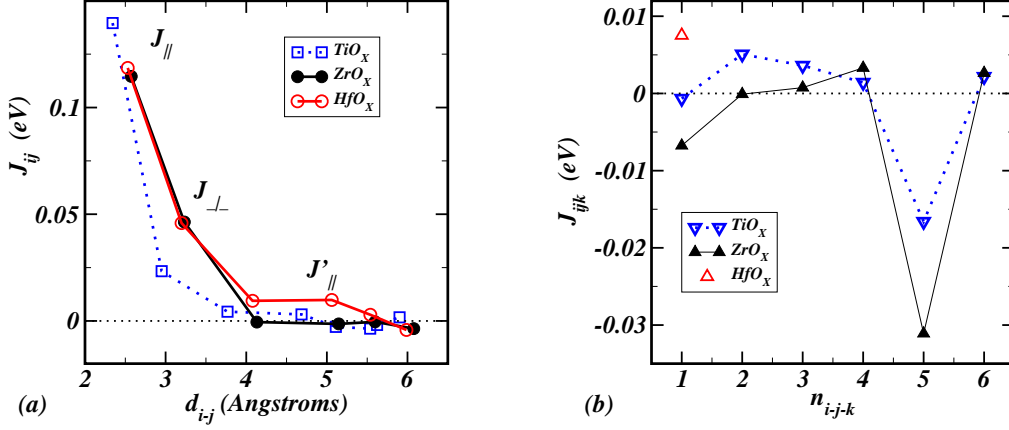 J_∥
J_⊥
J'_∥
TiO_X
ZrO_X
HfO_X
0.1
0.05
0
J_ij (eV)
2 3 4 5 6
d_i-j (Angstroms)
(a)
0.01
0
-0.01
-0.02
-0.03
J_ijk (eV)
TiO_X
ZrO_X
HfO_X
1 2 3 4 5 6
n_i-j-k
(b)